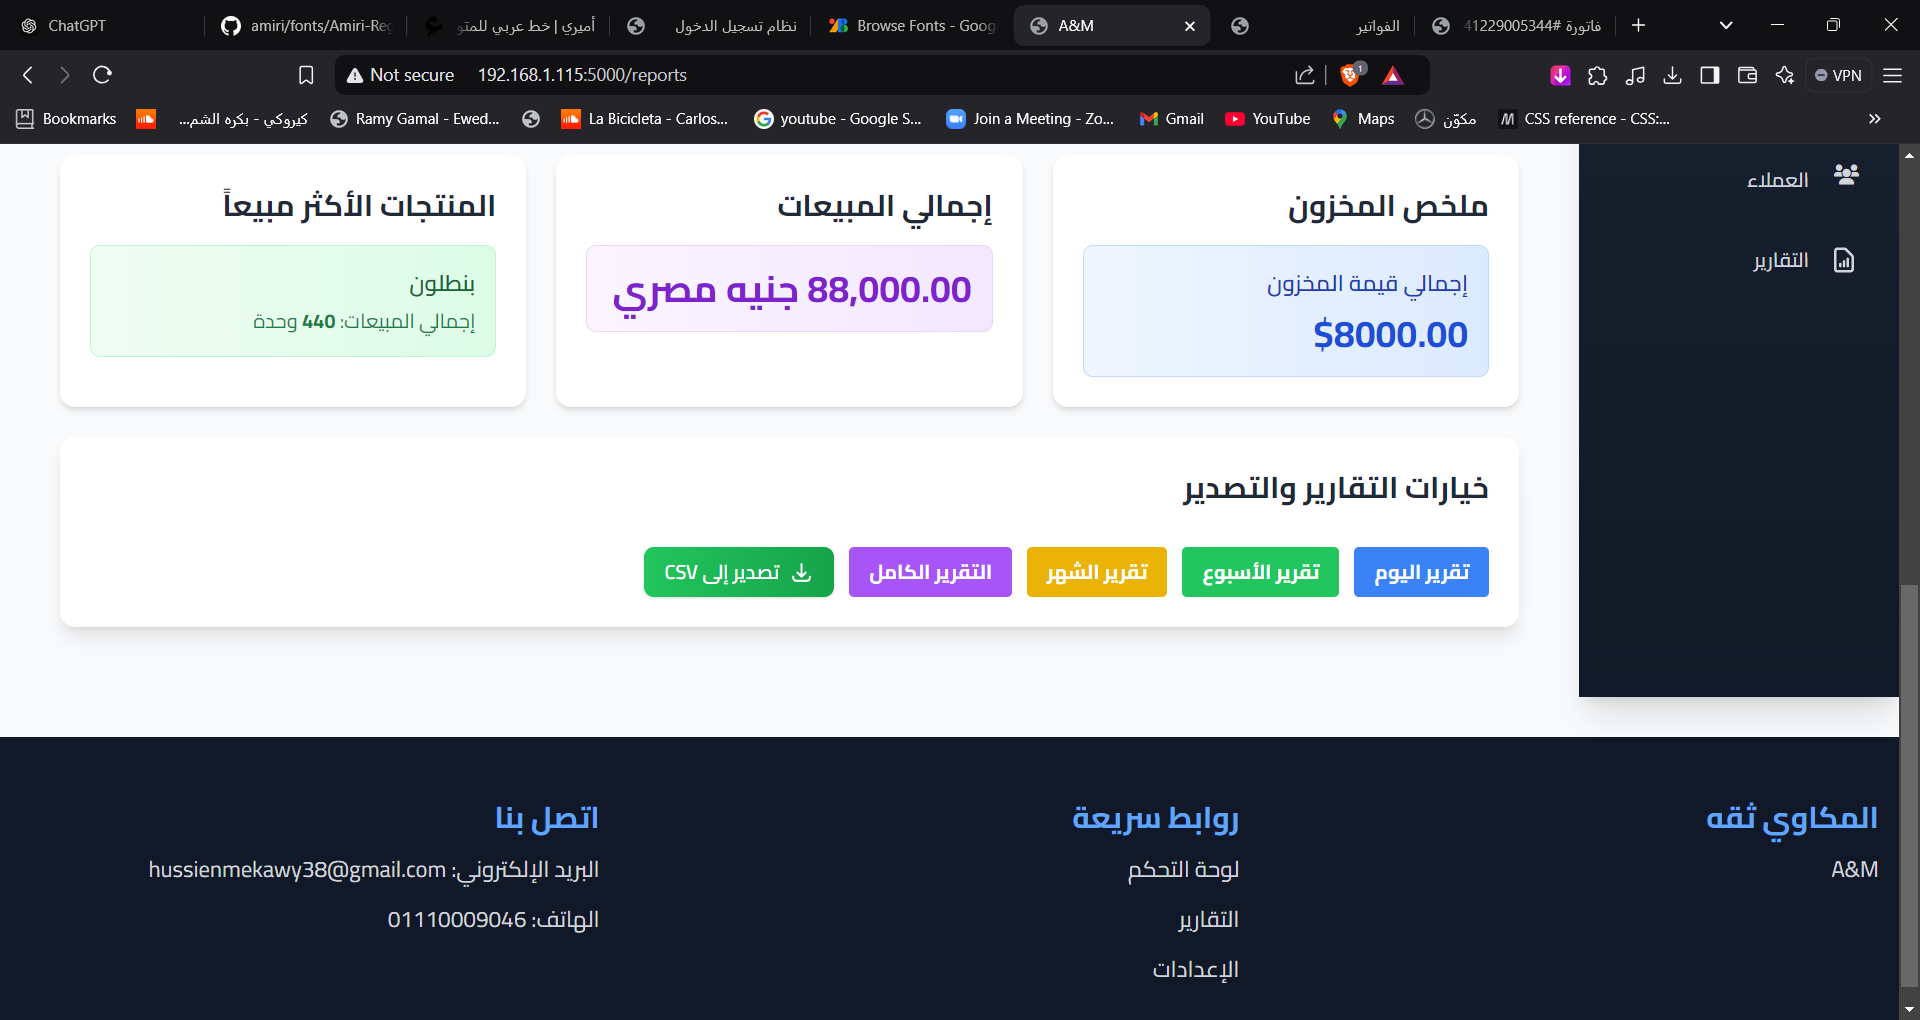 ChatGPT
amiri/fonts/Amiri-Reg
أميري | خط عربي للمتو
نظام تسجيل الدخول
Browse Fonts - Goog
A&M
الفواتير
فاتورة #41229005344
Not secure
192.168.1.115:5000/reports
1
VPN
Bookmarks
كيروكي - بكره الشم...
Ramy Gamal - Ewed...
La Bicicleta - Carlos...
youtube - Google S...
Join a Meeting - Zo...
Gmail
YouTube
Maps
مكوّن
CSS reference - CSS:...
العملاء
التقارير
ملخص المخزون
إجمالي قيمة المخزون
$8000.00
إجمالي المبيعات
88,000.00 جنيه مصري
المنتجات الأكثر مبيعاً
بنطلون
إجمالي المبيعات: 440 وحدة
خيارات التقارير والتصدير
تقرير اليوم
تقرير الأسبوع
تقرير الشهر
التقرير الكامل
تصدير إلى CSV
المكاوي ثقه
A&M
روابط سريعة
لوحة التحكم
التقارير
الإعدادات
اتصل بنا
البريد الإلكتروني: hussienmekawy38@gmail.com
الهاتف: 01110009046